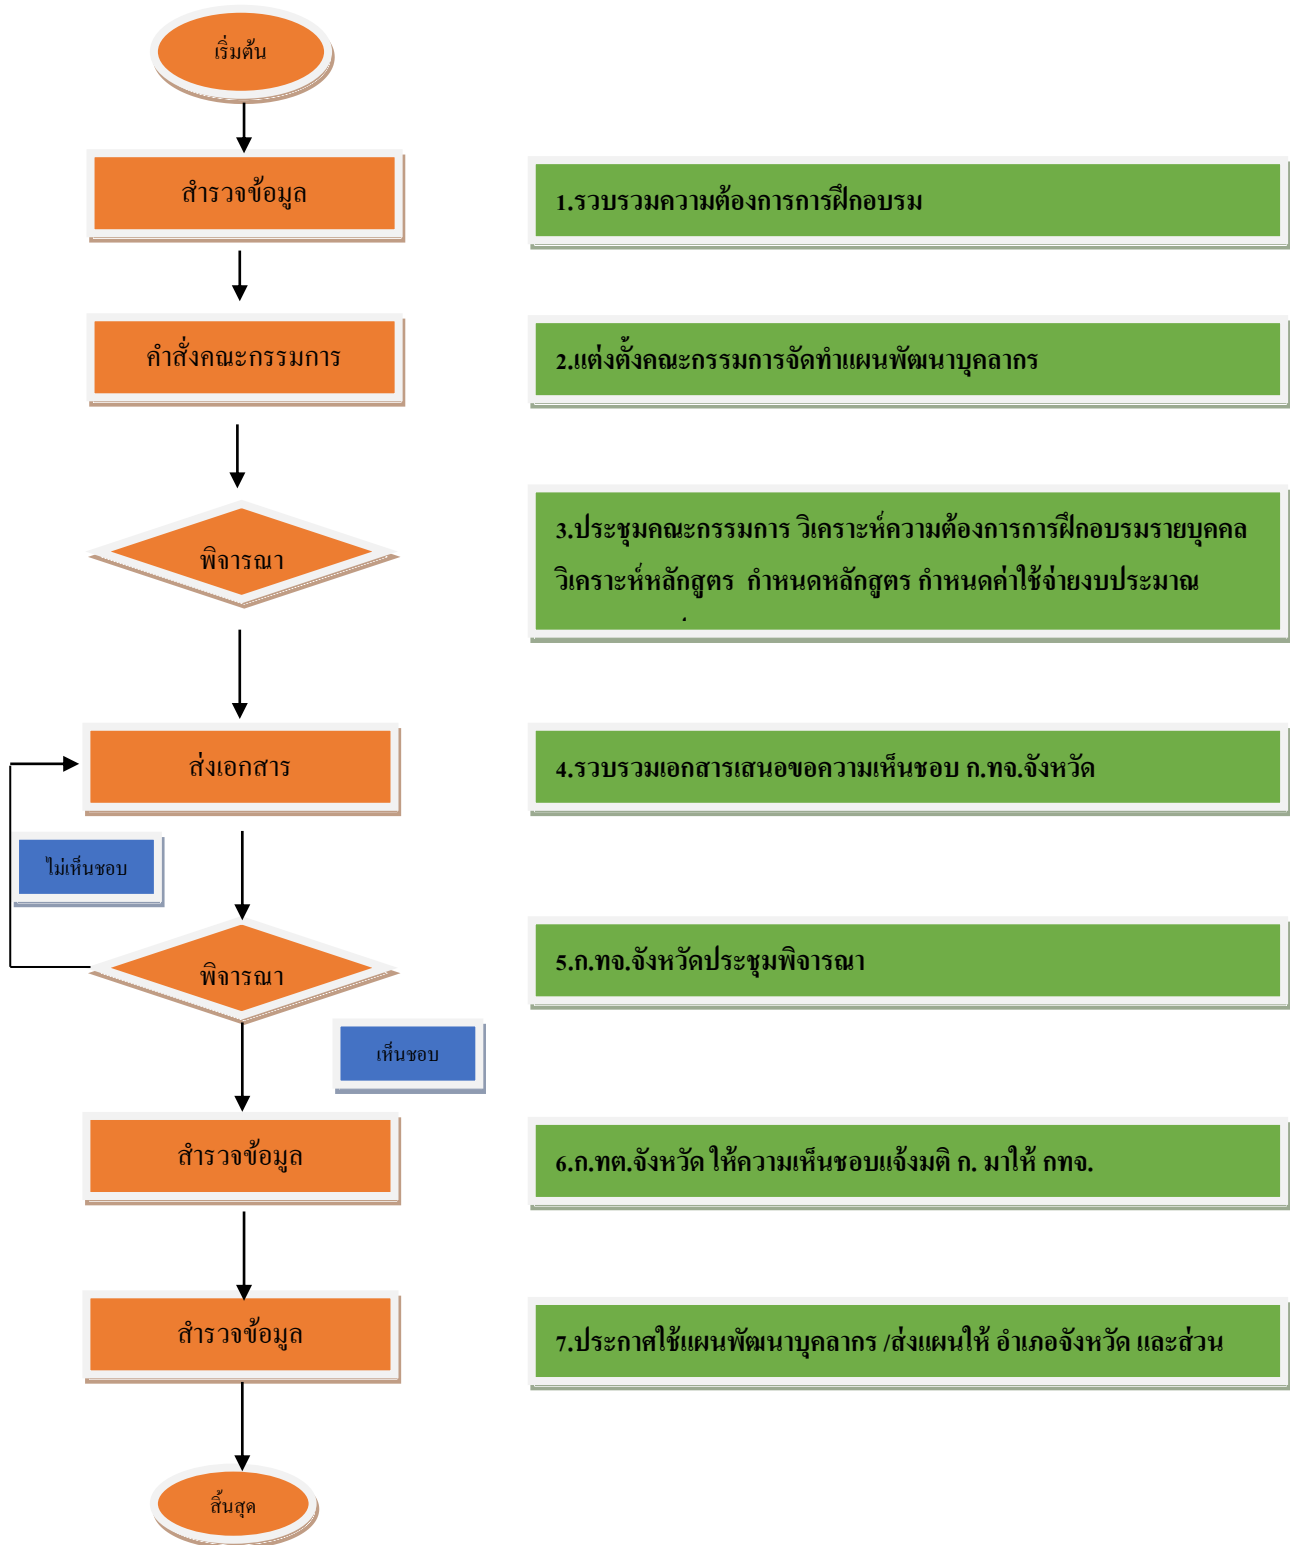 เริ่มต้น
สำรวจข้อมูล
1.รวบรวมความต้องการการฝึกอบรม
คำสั่งคณะกรรมการ
2.แต่งตั้งคณะกรรมการจัดทำแผนพัฒนาบุคลากร
พิจารณา
3.ประชุมคณะกรรมการ วิเคราะห์ความต้องการการฝึกอบรมรายบุคคล
วิเคราะห์หลักสูตร กำหนดหลักสูตร กำหนดค่าใช้จ่ายงบประมาณ
ส่งเอกสาร
4.รวบรวมเอกสารเสนอขอความเห็นชอบ ก.ทจ.จังหวัด
ไม่เห็นชอบ
พิจารณา
5.ก.ทจ.จังหวัดประชุมพิจารณา
เห็นชอบ
สำรวจข้อมูล
6.ก.ทต.จังหวัด ให้ความเห็นชอบแจ้งมติ ก. มาให้ กทจ.
สำรวจข้อมูล
7.ประกาศใช้แผนพัฒนาบุคลากร /ส่งแผนให้ อำเภอจังหวัด และส่วน
สิ้นสุด